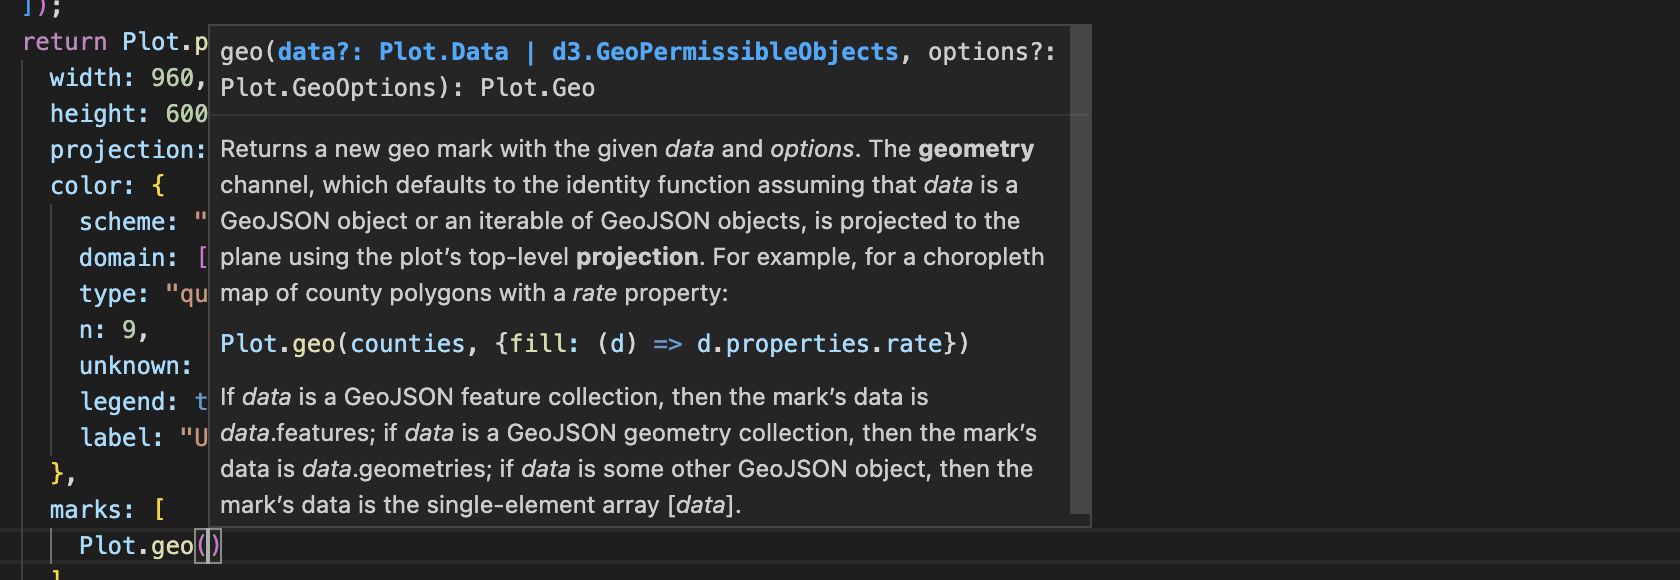 ]);
return Plot.p
geo(data?: Plot.Data | d3.GeoPermissibleObjects, options?:
width: 960,
Plot.GeoOptions): Plot.Geo
height: 600
projection:
Returns a new geo mark with the given data and options. The geometry
color: {
channel, which defaults to the identity function assuming that data is a
scheme: "
GeoJSON object or an iterable of GeoJSON objects, is projected to the
domain: [
plane using the plot’s top-level projection. For example, for a choropleth
type: "qu
map of county polygons with a rate property:
n: 9,
Plot.geo(counties, {fill: (d) => d.properties.rate})
unknown:
legend: t
If data is a GeoJSON feature collection, then the mark’s data is
label: "U
data.features; if data is a GeoJSON geometry collection, then the mark’s
},
data is data.geometries; if data is some other GeoJSON object, then the
marks: [
mark’s data is the single-element array [data].
Plot.geo()
]